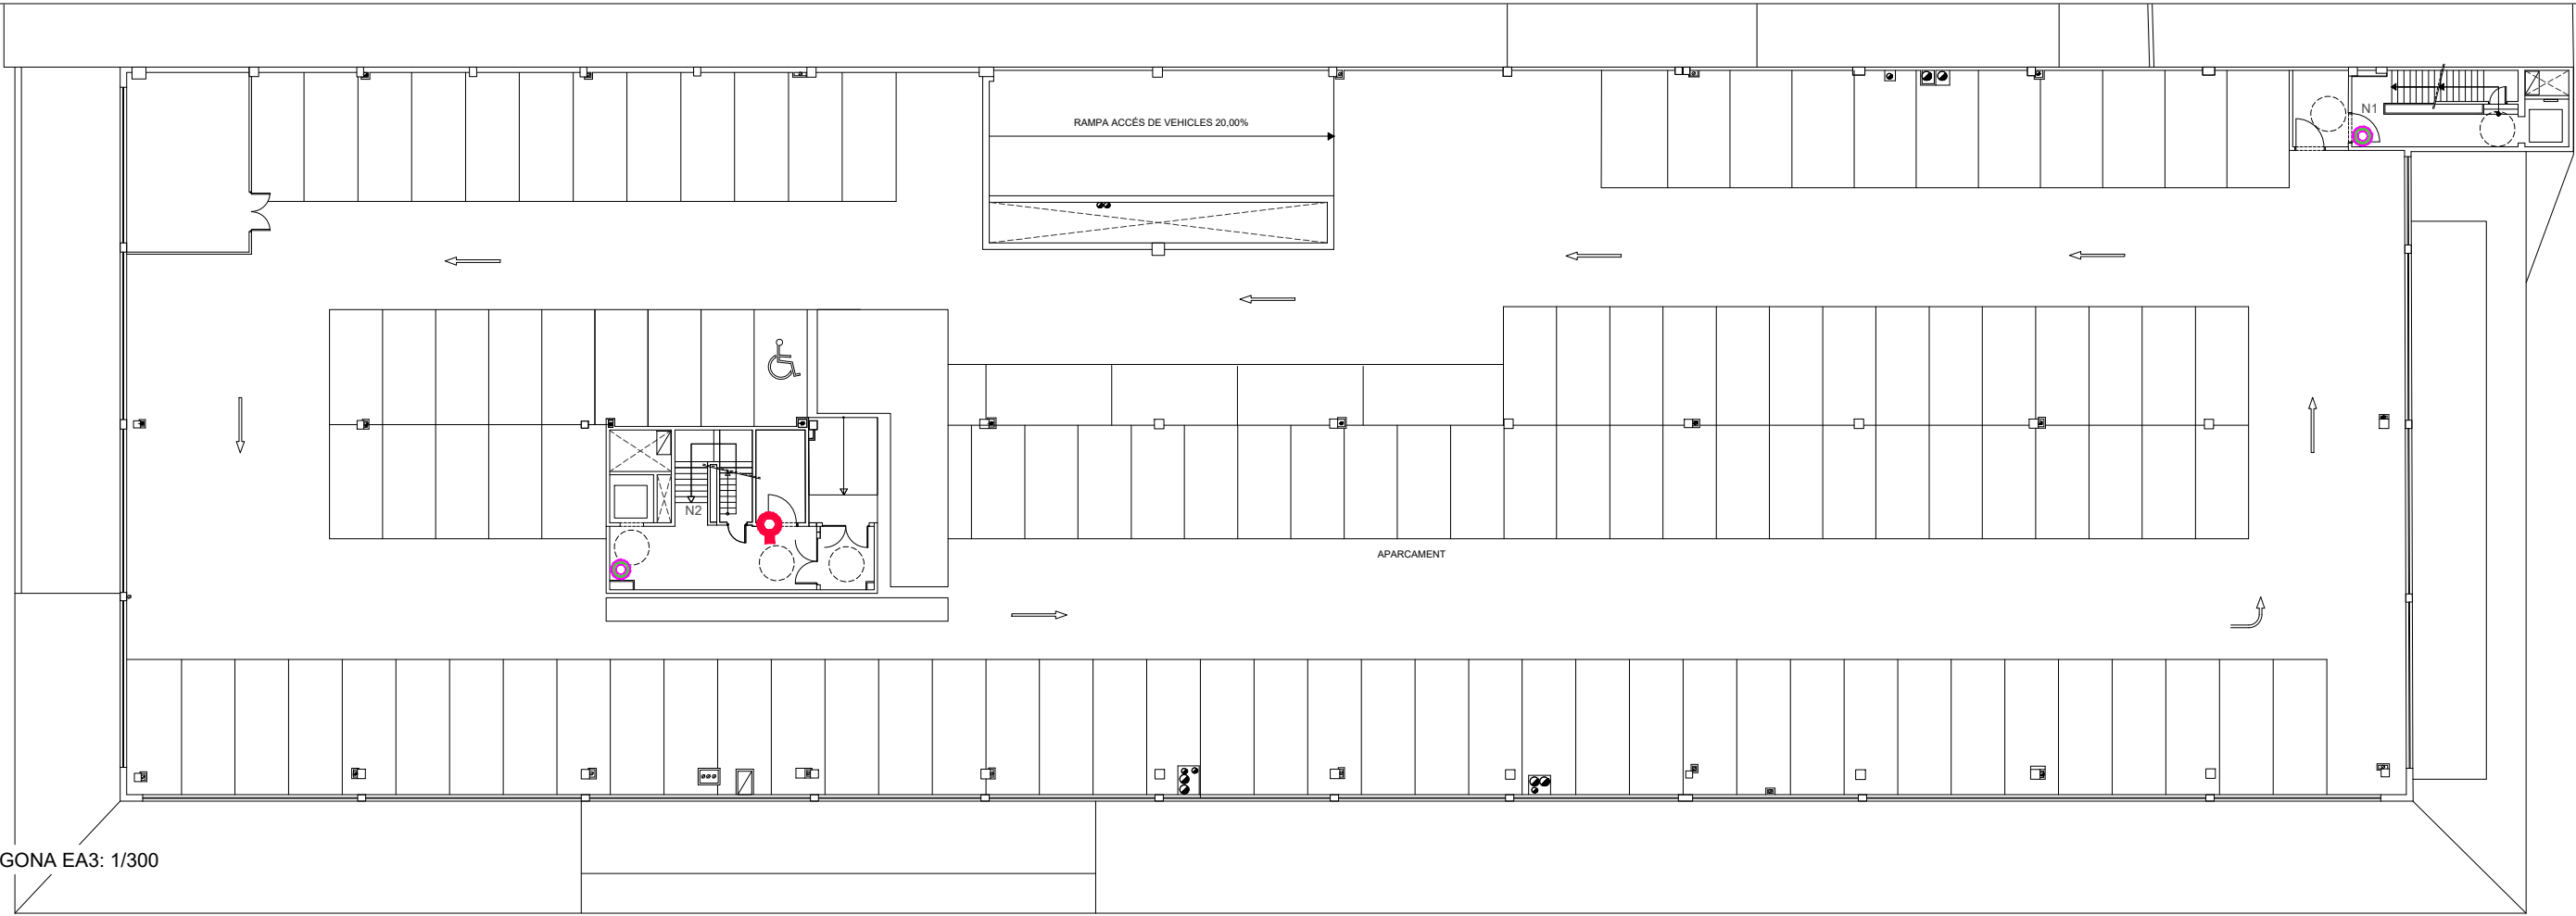 RAMPA ACCÉS DE VEHICLES 20,00%
N1
N2
APARCAMENT
GONA EA3: 1/300